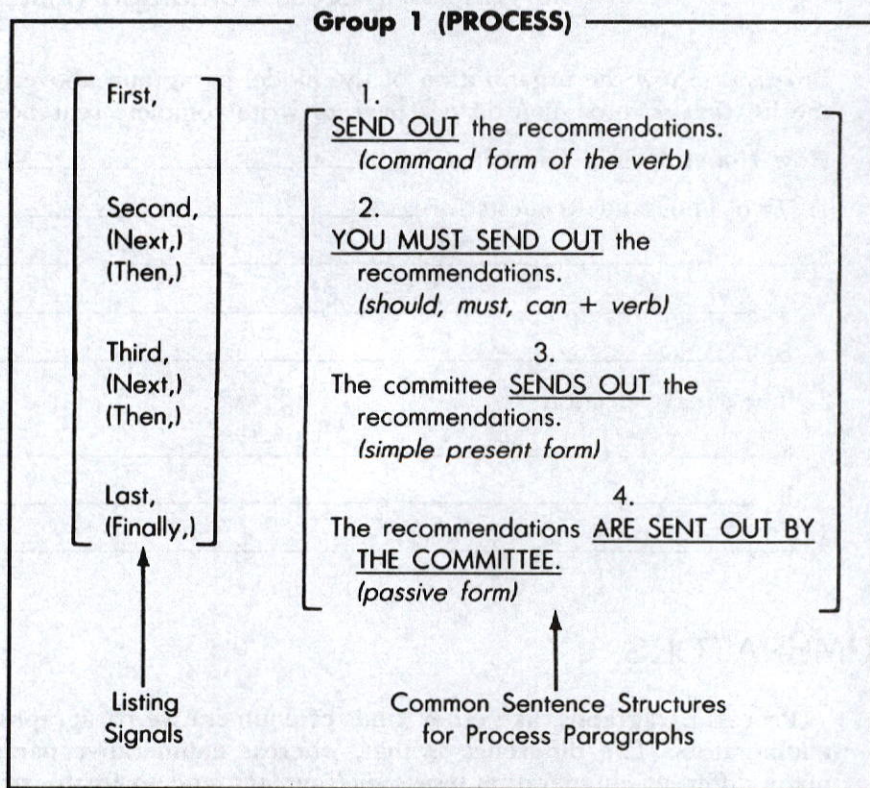 Group 1 (PROCESS)
First,
Second,
(Next,)
(Then,)
Third,
(Next,)
(Then,)
Last,
(Finally,)
Listing
Signals
1.
SEND OUT the recommendations.
(command form of the verb)
2.
YOU MUST SEND OUT the
recommendations.
(should, must, can + verb)
3.
The committee SENDS OUT the
recommendations.
(simple present form)
4.
The recommendations ARE SENT OUT BY
THE COMMITTEE.
(passive form)
Common Sentence Structures
for Process Paragraphs